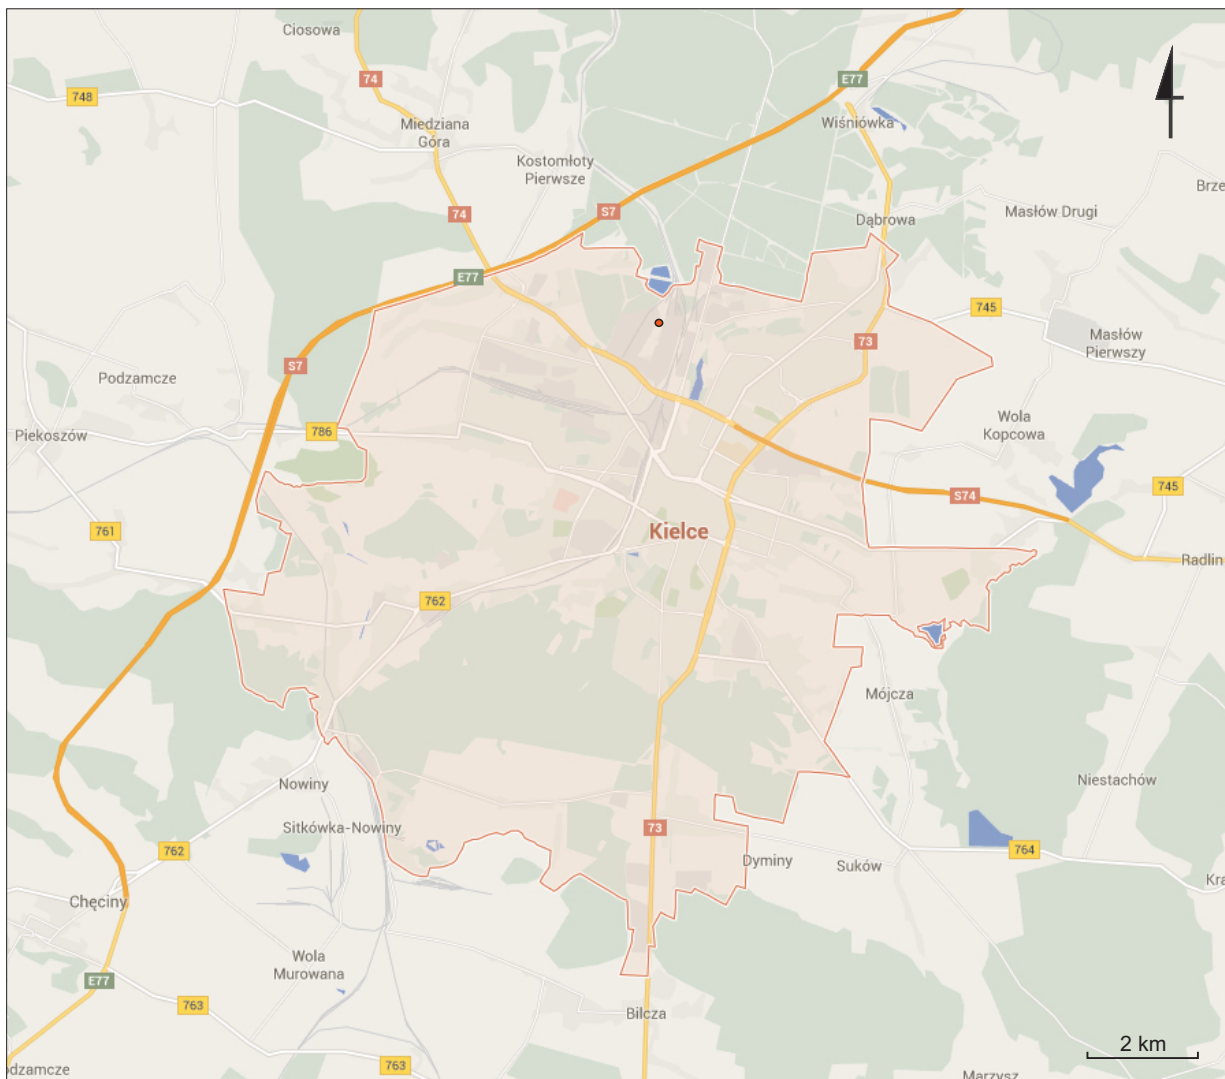 Ciosowa
74
E77
748
Miedziana
Góra
Wiśniówka
Kostomłoty
Pierwsze
Brze
74
S7
Masłów Drugi
Dąbrowa
E77
745
Masłów
Pierwszy
73
S7
Podzamcze
Wola
Kopcowa
786
Piekoszów
745
S74
761
Kielce
Radlin
762
Mójcza
Nowiny
Niestachów
Sitkówka-Nowiny
73
762
764
Dyminy
Suków
Kra
Chęciny
Wola
Murowana
E77
763
Bilcza
2 km
763
odzamcze
Marzysz